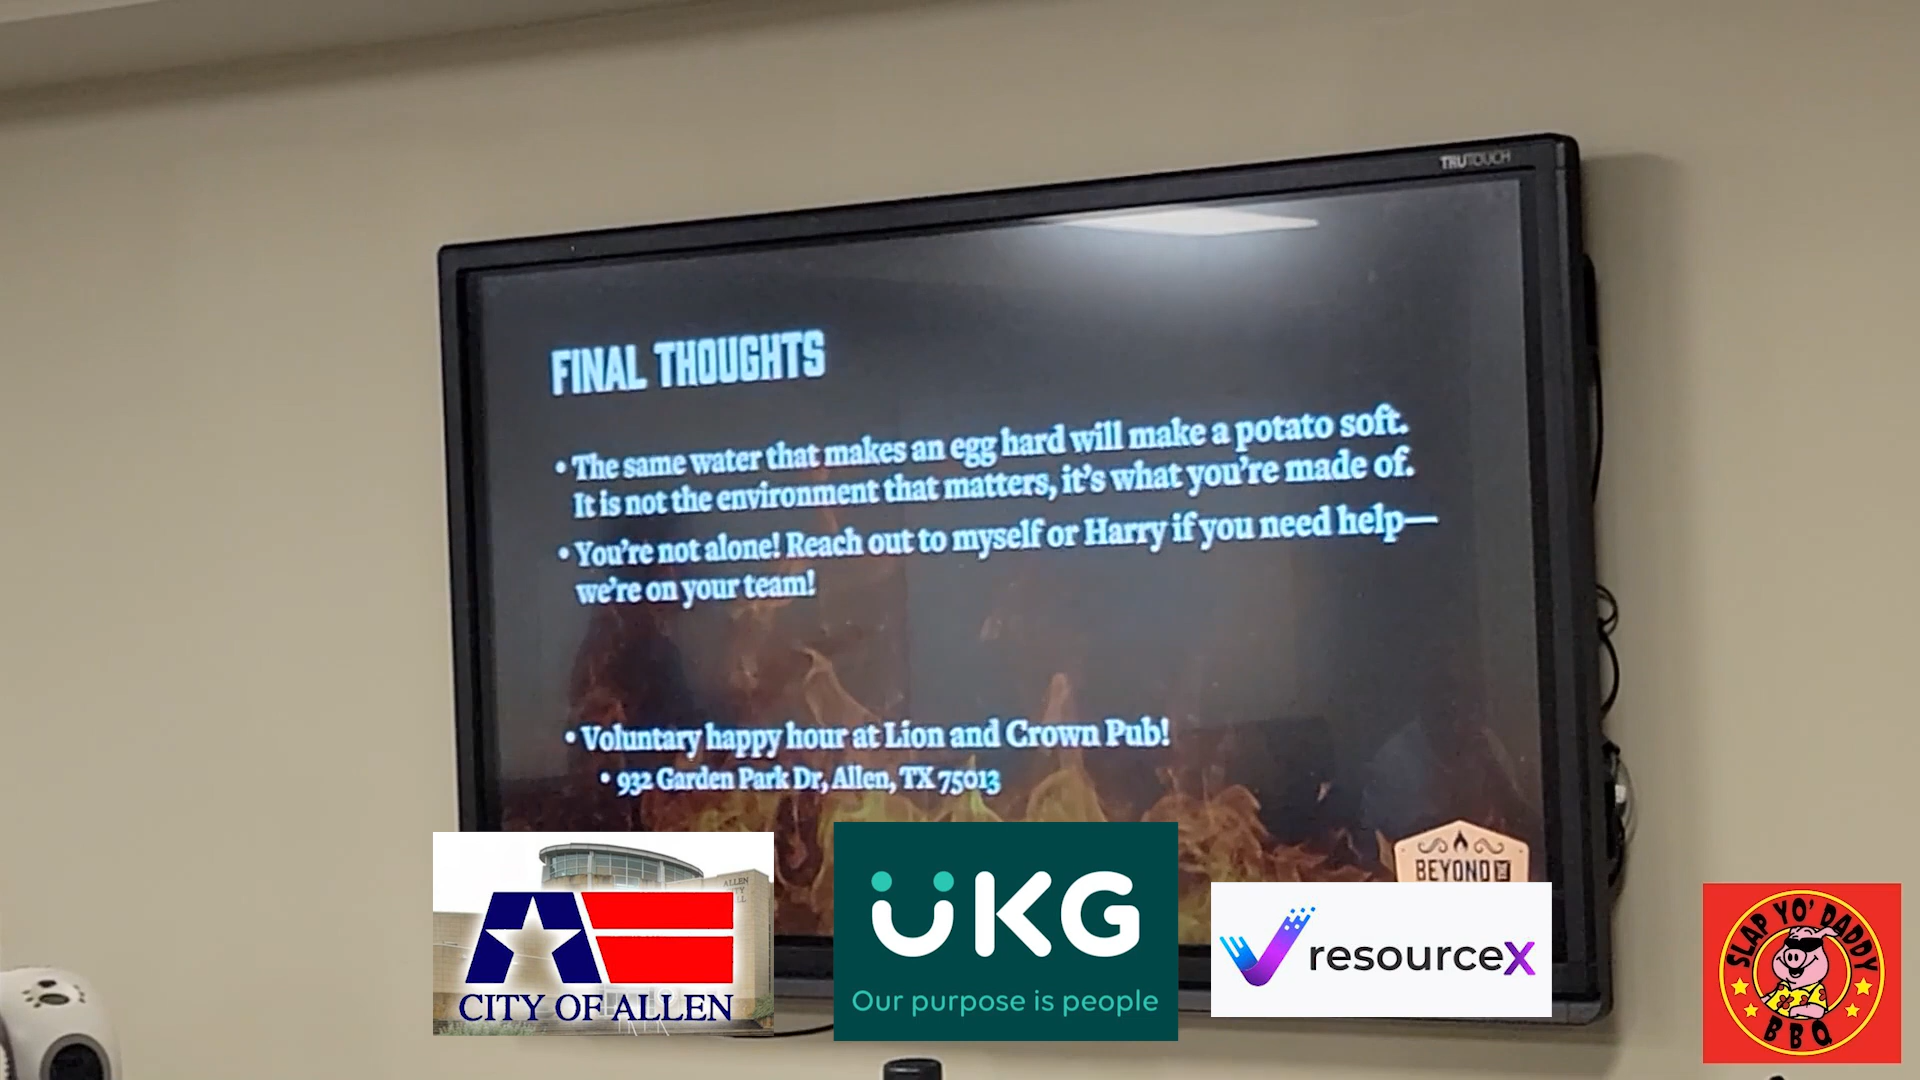 TRUTOUCH
FINAL THOUGHTS
• The same water that makes an egg hard will make a potato soft.
It is not the environment that matters, it's what you're made of.
• You're not alone! Reach out to myself or Harry if you need help—
we're on your team!
• Voluntary happy hour at Lion and Crown Pub!
• 932 Garden Park Dr, Allen, TX 75013
BEYOND THE
ALLEN
CITY OF ALLEN
UKG
Our purpose is people
resourcex
SLAP YO' DADDY
BBQ